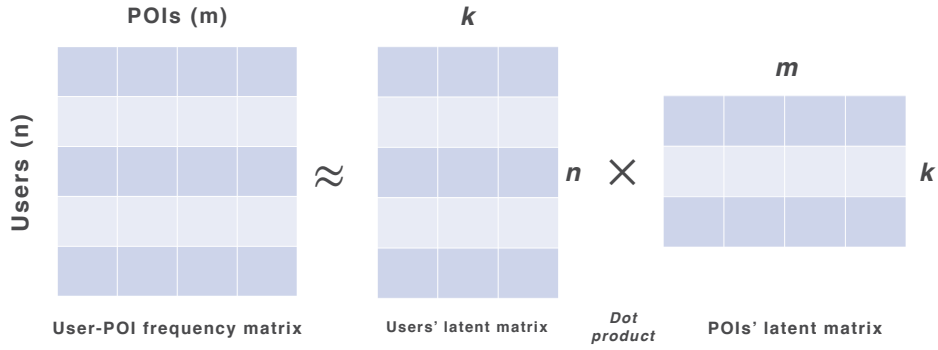 POIs (m)
k
m
Users (n)
≈
n
×
k
User-POI frequency matrix
Users’ latent matrix
Dot
product
POIs’ latent matrix